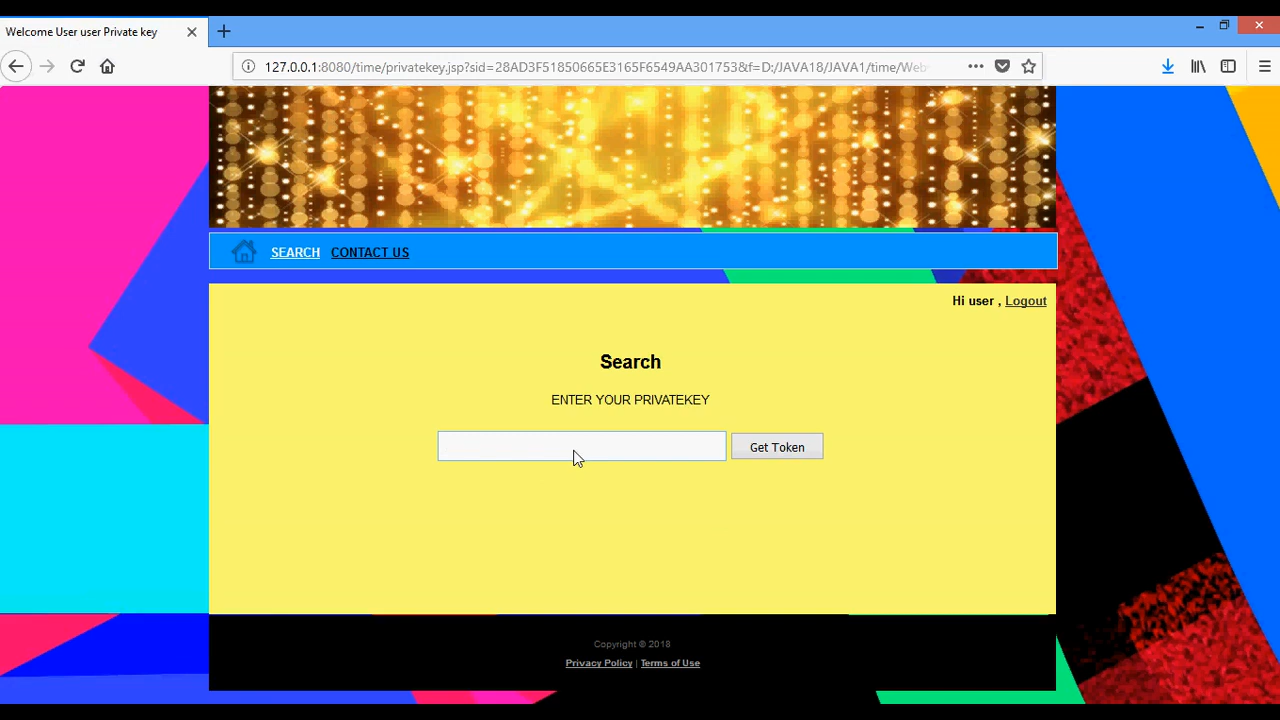 Welcome User user Private key
127.0.0.1:8080/time/privatekey.jsp?sid=28AD3F51850665E3165F6549AA301753&f=D:/JAVA18/JAVA1/time/Web
SEARCH CONTACT US
Hi user , Logout
Search
ENTER YOUR PRIVATEKEY
Get Token
Copyright © 2018
Privacy Policy | Terms of Use